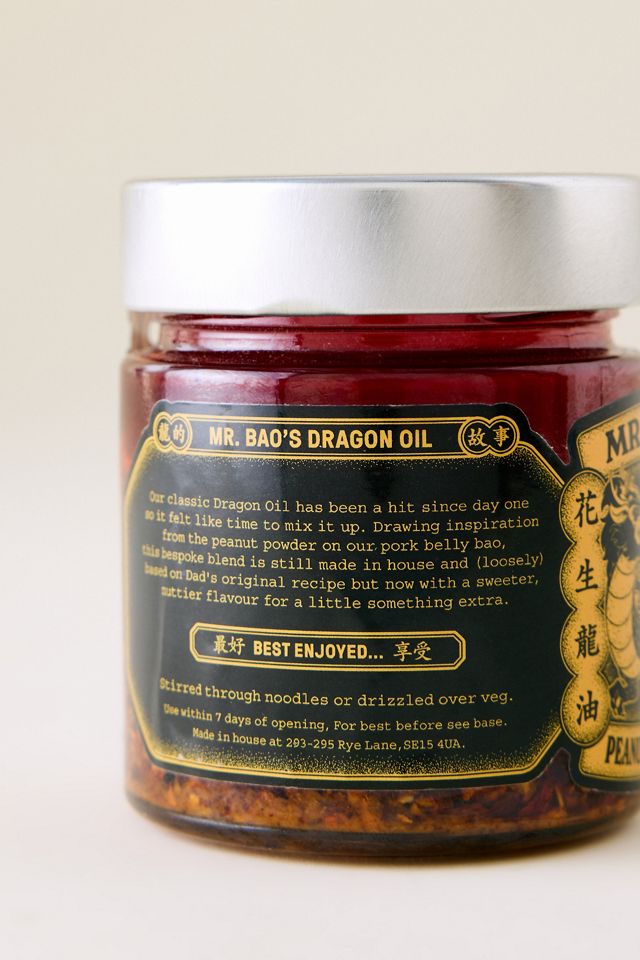 龍的 MR. BAO'S DRAGON OIL 故事
Our classic Dragon Oil has been a hit since day one
so it felt like time to mix it up. Drawing inspiration
from the peanut powder on our pork belly bao,
this bespoke blend is still made in house and (loosely)
based on Dad's original recipe but now with a sweeter,
nuttier flavour for a little something extra.
最好 BEST ENJOYED... 享受
Stirred through noodles or drizzled over veg.
Use within 7 days of opening, For best before see base.
Made in house at 293-295 Rye Lane, SE15 4UA.
MR
花
生
龍
油
PEAN